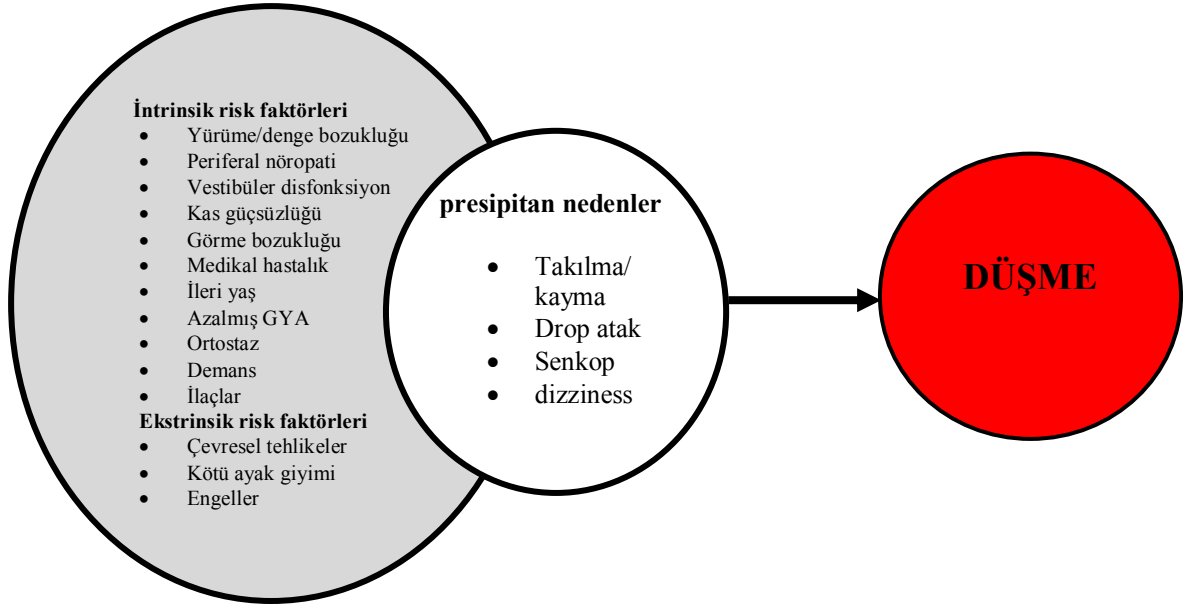 İntrinsik risk faktörleri
• Yürüme/denge bozukluğu
• Periferal nöropati
• Vestibüler disfonksiyon
• Kas güçsüzlüğü
• Görme bozukluğu
• Medikal hastalık
• İleri yaş
• Azalmış GYA
• Ortostaz
• Demans
• İlaçlar
Ekstrinsik risk faktörleri
• Çevresel tehlikeler
• Kötü ayak giyimi
• Engeller
presipitan nedenler
• Takılma/
kayma
• Drop atak
• Senkop
• dizziness
DÜŞME